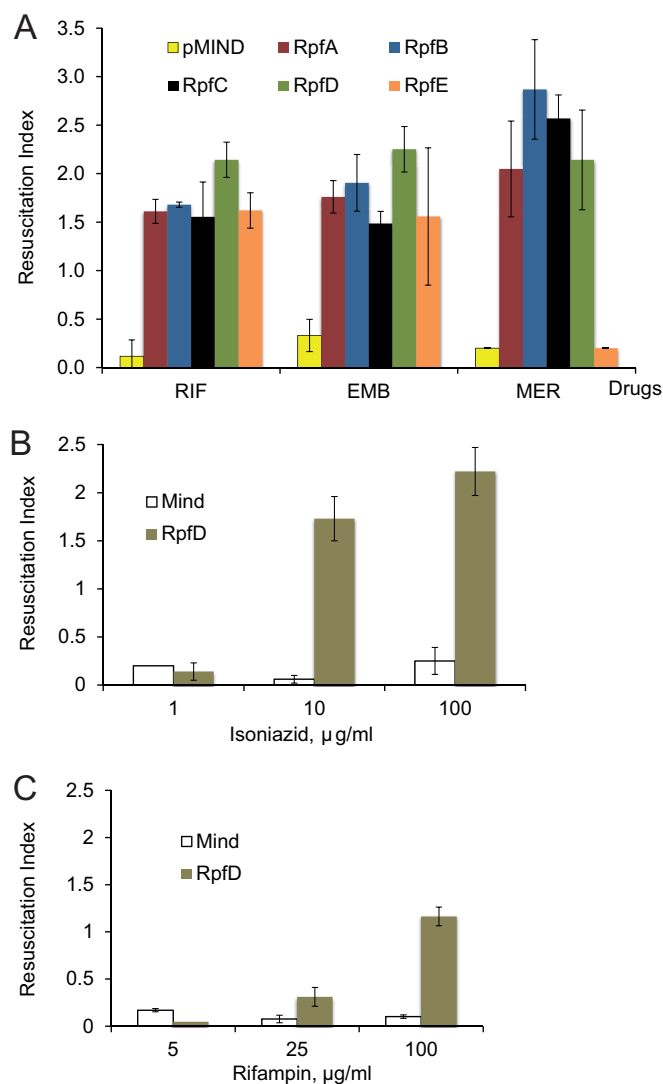 A
pMIND RpfA RpfB
RpfC RpfD RpfE
Resuscitation Index
3.5
3.0
2.5
2.0
1.5
1.0
0.5
0.0
RIF EMB MER Drugs
B
Mind
RpfD
Resuscitation Index
2.5
2
1.5
1
0.5
0
1 10 100
Isoniazid, µg/ml
C
Mind
RpfD
Resuscitation Index
2.5
2
1.5
1
0.5
0
5 25 100
Rifampin, µg/ml